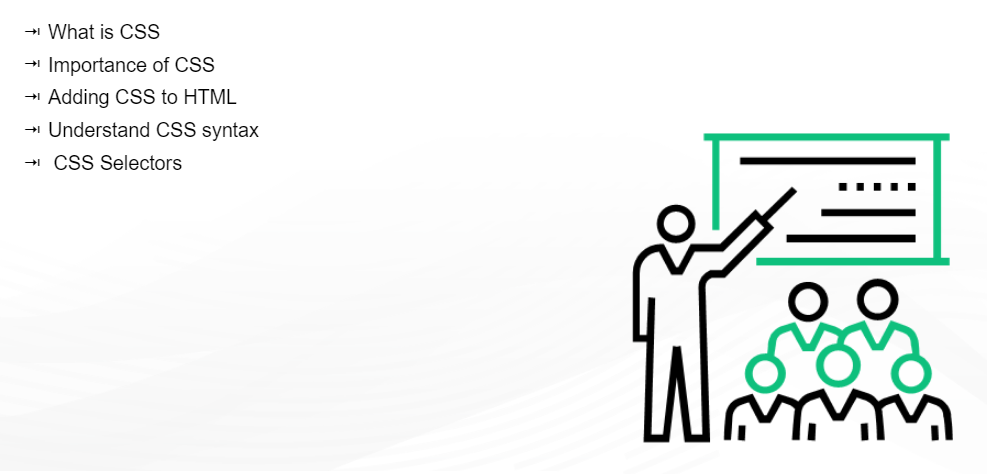 ⇥ What is CSS
⇥ Importance of CSS
⇥ Adding CSS to HTML
⇥ Understand CSS syntax
⇥ CSS Selectors